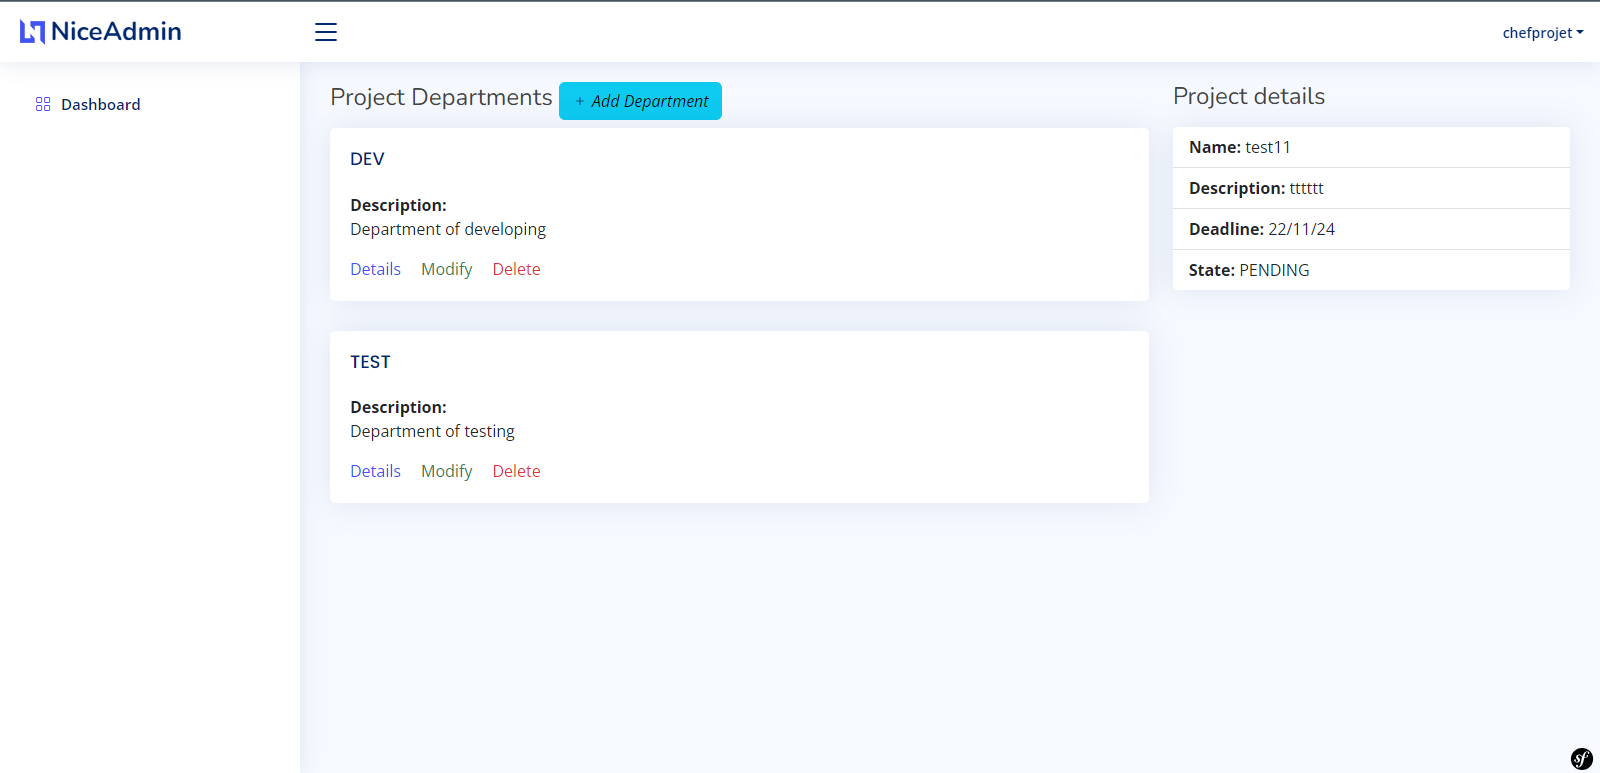 NiceAdmin
chefprojet
Dashboard
Project Departments
+ Add Department
DEV
Description:
Department of developing
Details Modify Delete
TEST
Description:
Department of testing
Details Modify Delete
Project details
Name: test11
Description: tttttt
Deadline: 22/11/24
State: PENDING
sf